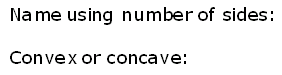 Name using number of sides:
Convex or concave: